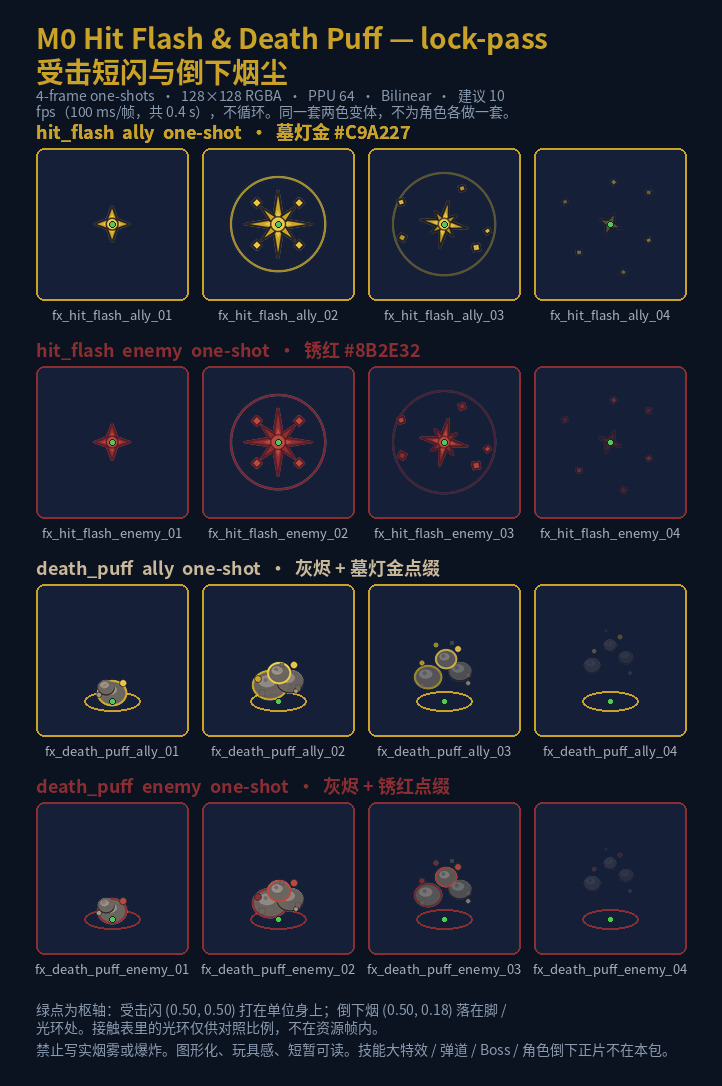 M0 Hit Flash & Death Puff — lock-pass
受击短闪与倒下烟尘
4-frame one-shots • 128×128 RGBA • PPU 64 • Bilinear • 建议 10
fps（100 ms/帧，共 0.4 s），不循环。同一套两色变体，不为角色各做一套。
hit_flash ally one-shot • 墓灯金 #C9A227
fx_hit_flash_ally_01 fx_hit_flash_ally_02 fx_hit_flash_ally_03 fx_hit_flash_ally_04
hit_flash enemy one-shot • 锈红 #8B2E32
fx_hit_flash_enemy_01 fx_hit_flash_enemy_02 fx_hit_flash_enemy_03 fx_hit_flash_enemy_04
death_puff ally one-shot • 灰烬 + 墓灯金点缀
fx_death_puff_ally_01 fx_death_puff_ally_02 fx_death_puff_ally_03 fx_death_puff_ally_04
death_puff enemy one-shot • 灰烬 + 锈红点缀
fx_death_puff_enemy_01 fx_death_puff_enemy_02 fx_death_puff_enemy_03 fx_death_puff_enemy_04
绿点为枢轴：受击闪 (0.50, 0.50) 打在单位身上；倒下烟 (0.50, 0.18) 落在脚 /
光环处。接触表里的光环仅供对照比例，不在资源帧内。
禁止写实烟雾或爆炸。图形化、玩具感、短暂可读。技能大特效 / 弹道 / Boss / 角色倒下正片不在本包。